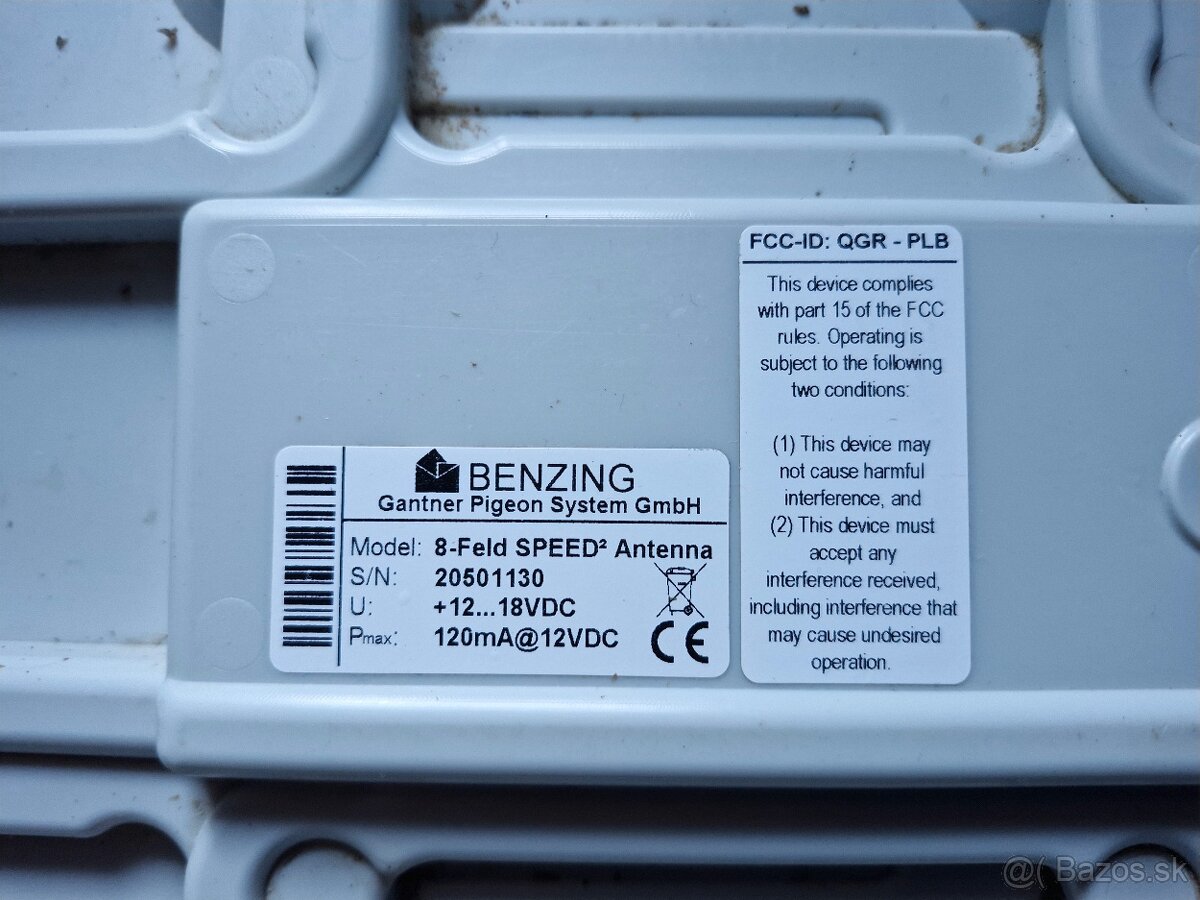 BENZING
Gantner Pigeon System GmbH
Model: 8-Feld SPEED² Antenna
S/N: 20501130
U: +12...18VDC
Pmax: 120mA@12VDC
CE
FCC-ID: QGR - PLB
This device complies
with part 15 of the FCC
rules. Operating is
subject to the following
two conditions:
(1) This device may
not cause harmful
interference, and
(2) This device must
accept any
interference received,
including interference that
may cause undesired
operation.
@( Bazos.sk